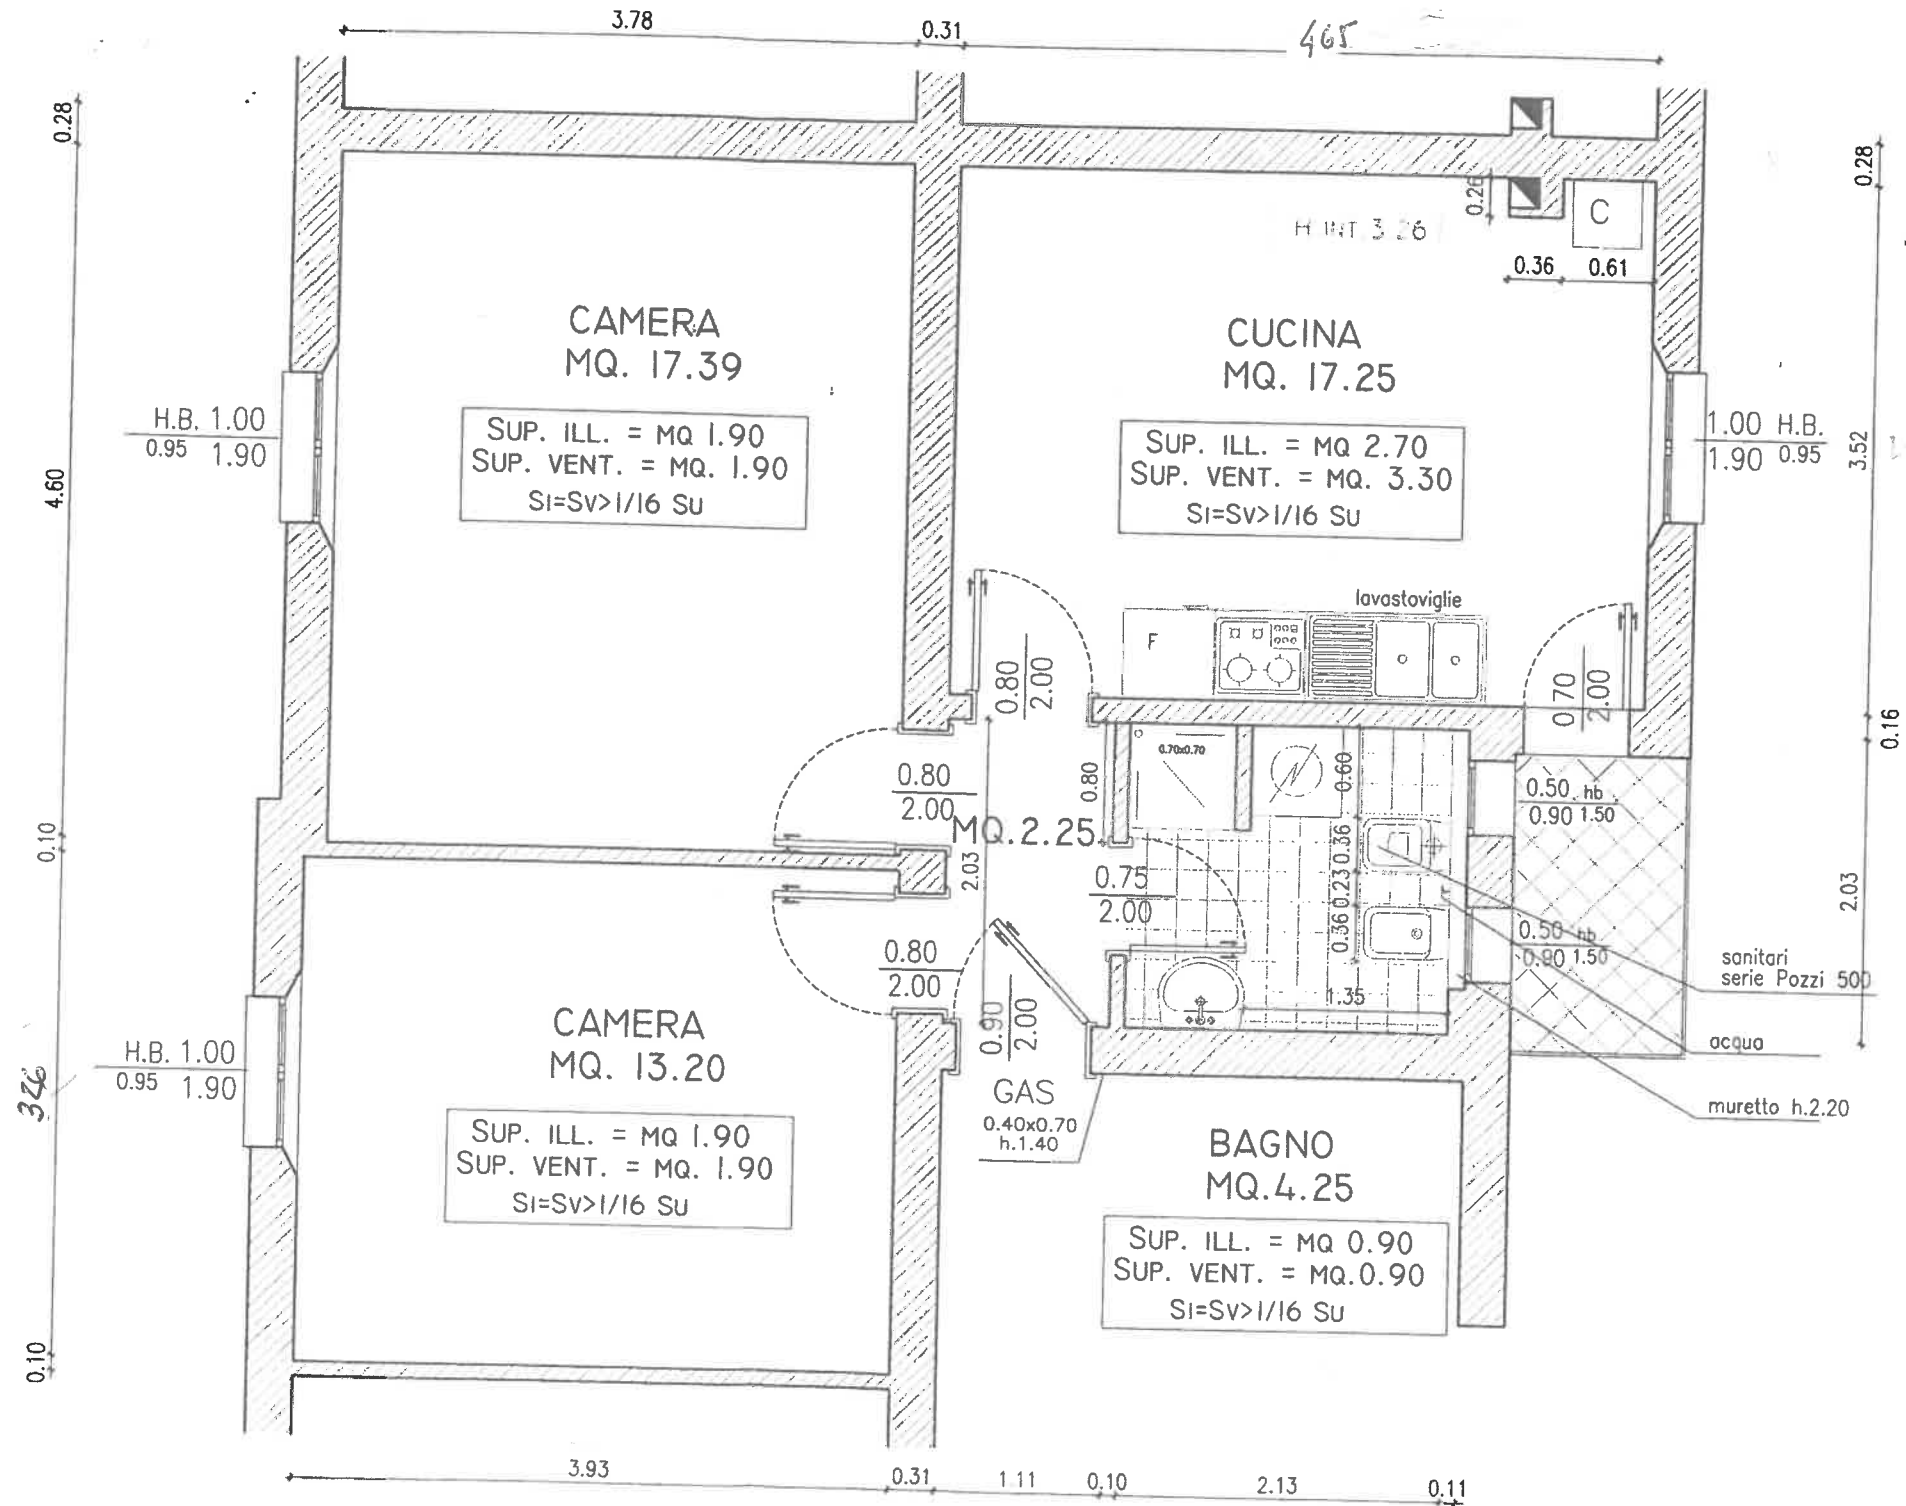 3.78
0.31
465
0.28
0.28
0.26
C
H INT. 3.26
0.36
0.61
CAMERA
MQ. 17.39
SUP. ILL. = MQ 1.90
SUP. VENT. = MQ. 1.90
SI=SV>1/16 SU
CUCINA
MQ. 17.25
SUP. ILL. = MQ 2.70
SUP. VENT. = MQ. 3.30
SI=SV>1/16 SU
H.B. 1.00
0.95 1.90
1.00 H.B.
1.90 0.95
4.60
3.52
lavastoviglie
F
0.80
2.00
0.70
2.00
0.16
0.70x0.70
0.80
2.00
0.80
0.60
0.50 hb
0.90 1.50
MQ.2.25
0.10
2.03
0.36
0.75
2.00
0.23
0.36
2.03
0.50 hb
0.90 1.50
0.80
2.00
sanitari
serie Pozzi 500
1.35
0.90
2.00
acqua
CAMERA
MQ. 13.20
SUP. ILL. = MQ 1.90
SUP. VENT. = MQ. 1.90
SI=SV>1/16 SU
H.B. 1.00
0.95 1.90
326
GAS
0.40x0.70
h.1.40
muretto h.2.20
BAGNO
MQ.4.25
SUP. ILL. = MQ 0.90
SUP. VENT. = MQ.0.90
SI=SV>1/16 SU
0.10
3.93
0.31
1.11
0.10
2.13
0.11